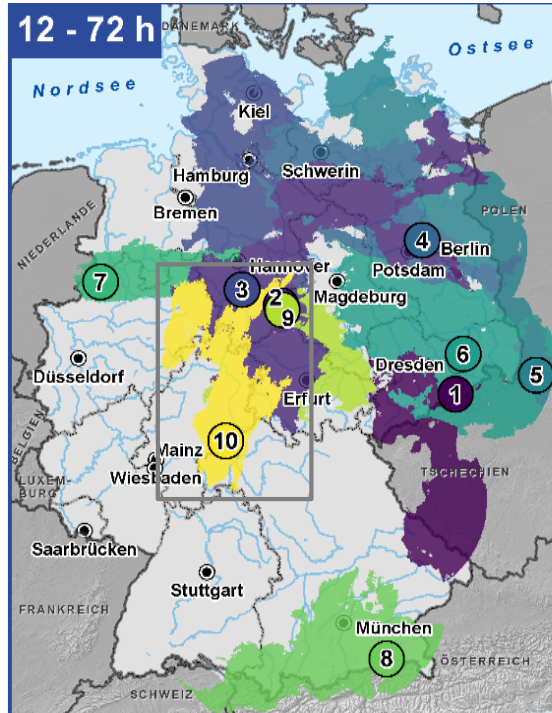 12 - 72 h
DÄNEMARK
Ostsee
Nordsee
Kiel
Schwerin
Hamburg
Bremen
NIEDERLANDE
POLEN
4
Berlin
Potsdam
7
Hannover
3
2
9
Magdeburg
Düsseldorf
Dresden
6
5
1
Erfurt
BELGIEN
10
Mainz
Wiesbaden
TSCHECHIEN
LUXEM-
BURG
Saarbrücken
Stuttgart
FRANKREICH
München
8
ÖSTERREICH
SCHWEIZ